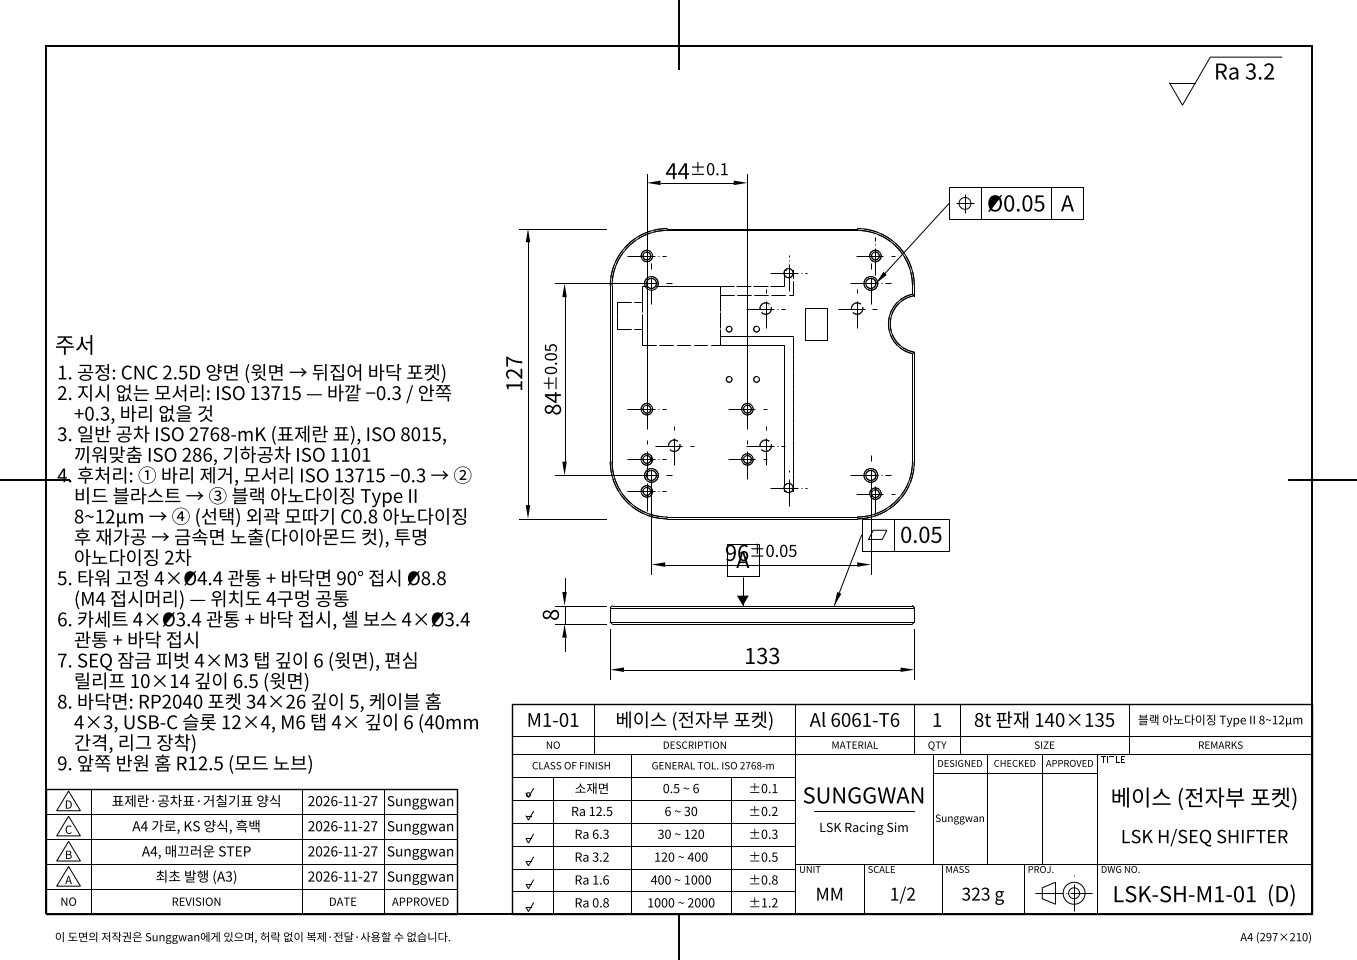 Ra 3.2
44±0.1
Ø0.05 A
127
84±0.05
96±0.05
A
0.05
8
133
주서
1. 공정: CNC 2.5D 양면 (윗면 → 뒤집어 바닥 포켓)
2. 지시 없는 모서리: ISO 13715 — 바깥 −0.3 / 안쪽
+0.3, 바리 없을 것
3. 일반 공차 ISO 2768-mK (표제란 표), ISO 8015,
끼워맞춤 ISO 286, 기하공차 ISO 1101
4. 후처리: ① 바리 제거, 모서리 ISO 13715 −0.3 → ②
비드 블라스트 → ③ 블랙 아노다이징 Type II
8~12μm → ④ (선택) 외곽 모따기 C0.8 아노다이징
후 재가공 → 금속면 노출(다이아몬드 컷), 투명
아노다이징 2차
5. 타워 고정 4×Ø4.4 관통 + 바닥면 90° 접시 Ø8.8
(M4 접시머리) — 위치도 4구멍 공통
6. 카세트 4×Ø3.4 관통 + 바닥 접시, 셸 보스 4×Ø3.4
관통 + 바닥 접시
7. SEQ 잠금 피벗 4×M3 탭 깊이 6 (윗면), 편심
릴리프 10×14 깊이 6.5 (윗면)
8. 바닥면: RP2040 포켓 34×26 깊이 5, 케이블 홈
4×3, USB-C 슬롯 12×4, M6 탭 4× 깊이 6 (40mm
간격, 리그 장착)
9. 앞쪽 반원 홈 R12.5 (모드 노브)
D 표제란·공차표·거칠기표 양식 2026-11-27 Sunggwan
C A4 가로, KS 양식, 흑백 2026-11-27 Sunggwan
B A4, 매끄러운 STEP 2026-11-27 Sunggwan
A 최초 발행 (A3) 2026-11-27 Sunggwan
NO REVISION DATE APPROVED
M1-01 베이스 (전자부 포켓) Al 6061-T6 1 8t 판재 140×135 블랙 아노다이징 Type II 8~12μm
NO DESCRIPTION MATERIAL QTY SIZE REMARKS
CLASS OF FINISH GENERAL TOL. ISO 2768-m
소재면 0.5 ~ 6 ±0.1
Ra 12.5 6 ~ 30 ±0.2
Ra 6.3 30 ~ 120 ±0.3
Ra 3.2 120 ~ 400 ±0.5
Ra 1.6 400 ~ 1000 ±0.8
Ra 0.8 1000 ~ 2000 ±1.2
SUNGGWAN
LSK Racing Sim
DESIGNED CHECKED APPROVED
Sunggwan
TITLE
베이스 (전자부 포켓)
LSK H/SEQ SHIFTER
UNIT SCALE MASS PROJ. DWG NO.
MM 1/2 323 g LSK-SH-M1-01 (D)
이 도면의 저작권은 Sunggwan에게 있으며, 허락 없이 복제·전달·사용할 수 없습니다.
A4 (297×210)